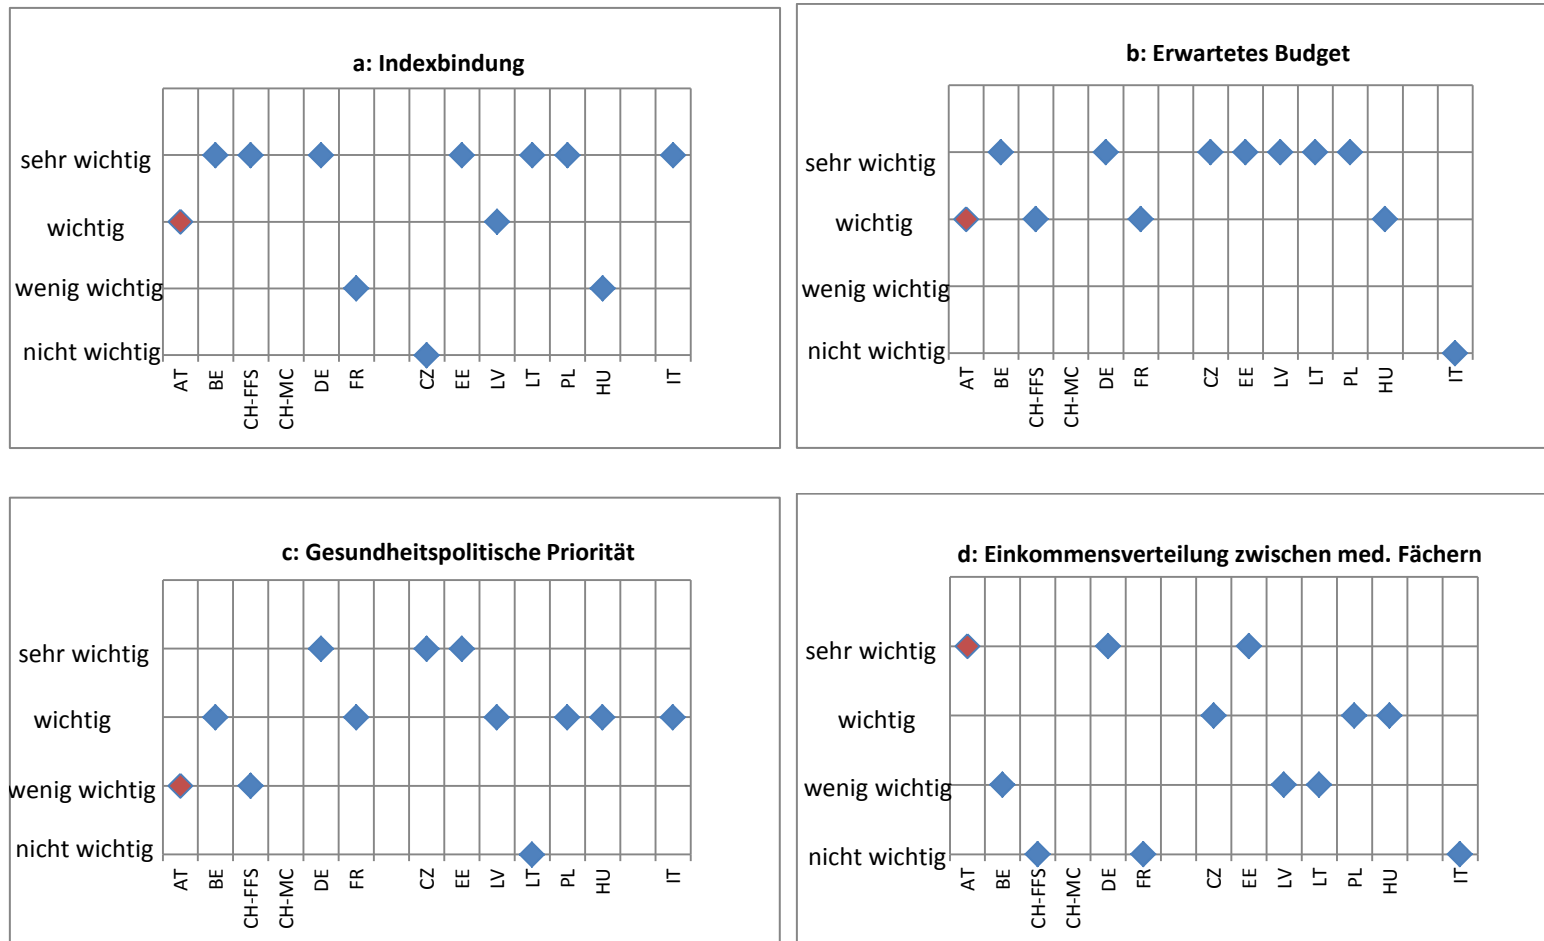 a: Indexbindung
sehr wichtig
wichtig
wenig wichtig
nicht wichtig
AT BE CH-FFS CH-MC DE FR CZ EE LV LT PL HU IT
b: Erwartetes Budget
sehr wichtig
wichtig
wenig wichtig
nicht wichtig
AT BE CH-FFS CH-MC DE FR CZ EE LV LT PL HU IT
c: Gesundheitspolitische Priorität
sehr wichtig
wichtig
wenig wichtig
nicht wichtig
AT BE CH-FFS CH-MC DE FR CZ EE LV LT PL HU IT
d: Einkommensverteilung zwischen med. Fächern
sehr wichtig
wichtig
wenig wichtig
nicht wichtig
AT BE CH-FFS CH-MC DE FR CZ EE LV LT PL HU IT